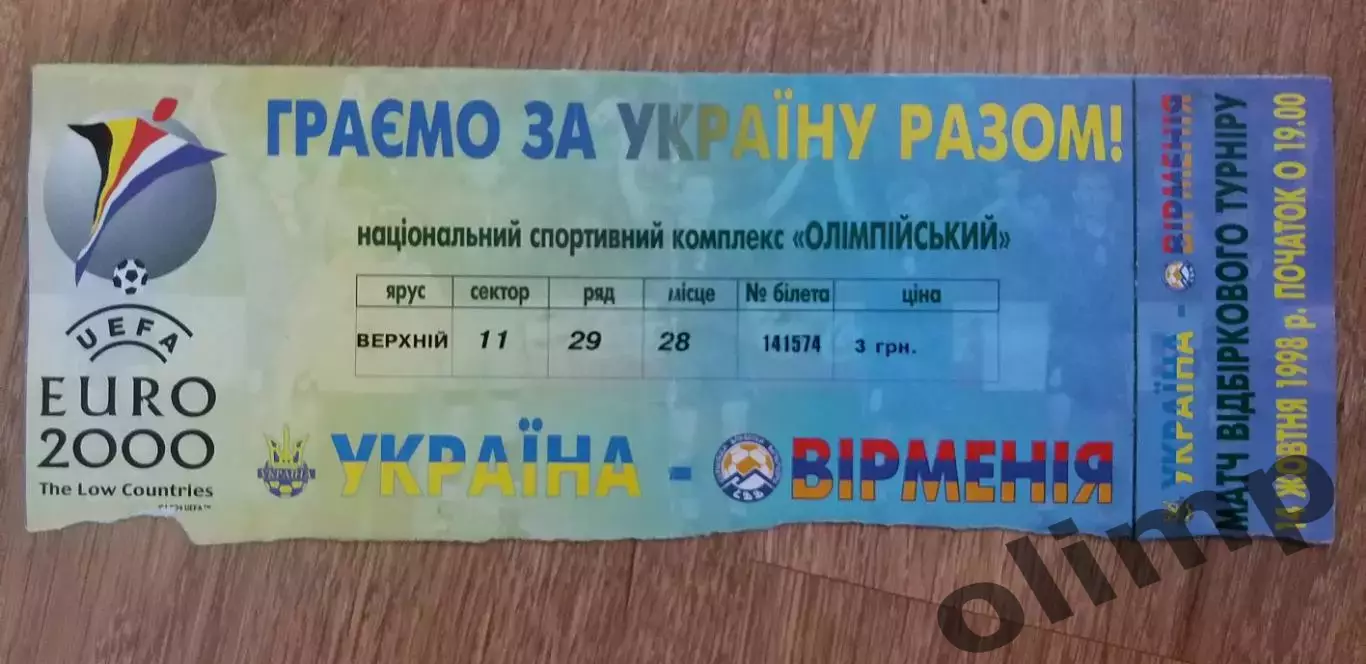 ГРАЄМО ЗА УКРАЇНУ РАЗОМ!
національний спортивний комплекс «ОЛІМПІЙСЬКИЙ»
ярус сектор ряд місце № білета ціна
ВЕРХНІЙ 11 29 28 141574 3 грн.
UEFA
EURO
2000
The Low Countries
УКРАЇНА
УКРАЇНА - ВІРМЕНІЯ
УКРАЇНА - ВІРМЕНІЯ
МАТЧ ВІДБІРКОВОГО ТУРНІРУ
14 ЖОВТНЯ 1998 р. ПОЧАТОК О 19.00
olimp